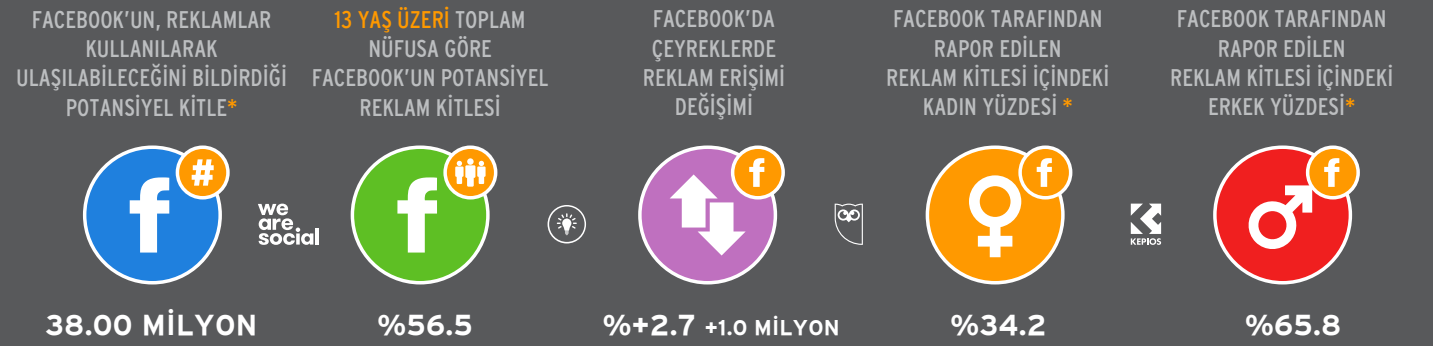 FACEBOOK'UN, REKLAMLAR
KULLANILARAK
ULAŞILABİLECEĞİNİ BİLDİRDİĞİ
POTANSİYEL KİTLE*
13 YAŞ ÜZERİ TOPLAM
NÜFUSA GÖRE
FACEBOOK'UN POTANSİYEL
REKLAM KİTLESİ
FACEBOOK'DA
ÇEYREKLERDE
REKLAM ERİŞİMİ
DEĞİŞİMİ
FACEBOOK TARAFINDAN
RAPOR EDİLEN
REKLAM KİTLESİ İÇİNDEKİ
KADIN YÜZDESİ *
FACEBOOK TARAFINDAN
RAPOR EDİLEN
REKLAM KİTLESİ İÇİNDEKİ
ERKEK YÜZDESİ*
f
#
we
are
social
f
f
f
KEPIOS
f
38.00 MİLYON
%56.5
%+2.7 +1.0 MİLYON
%34.2
%65.8